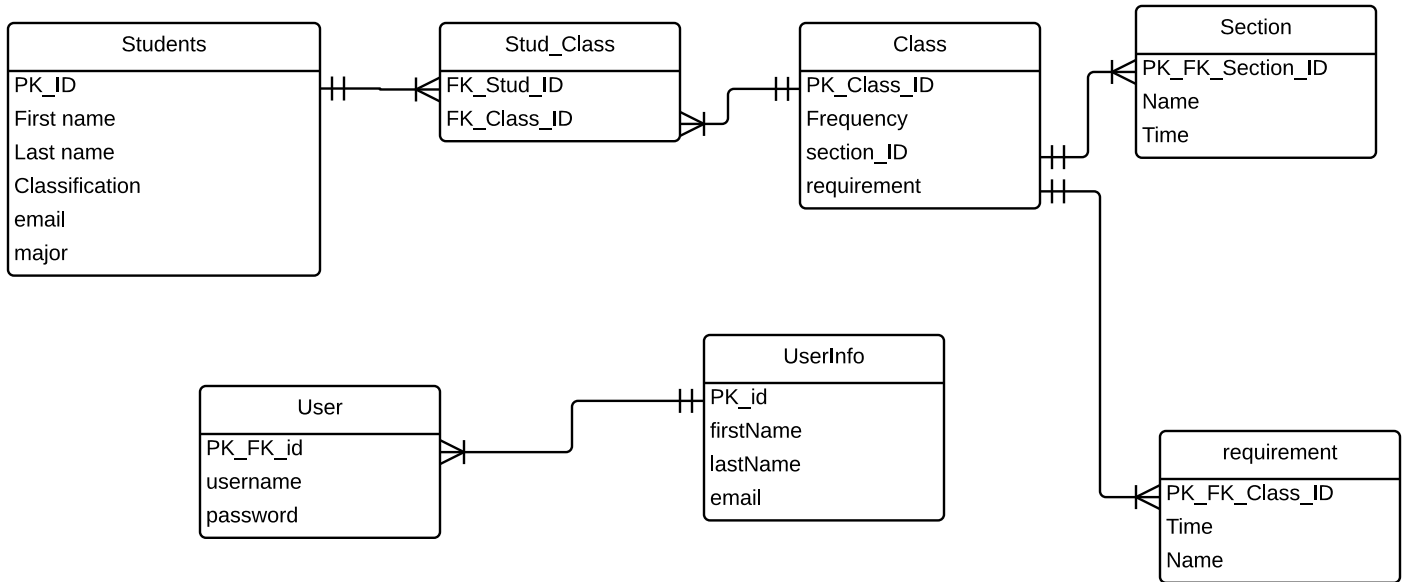 Students
PK_ID
First name
Last name
Classification
email
major
Stud_Class
FK_Stud_ID
FK_Class_ID
Class
PK_Class_ID
Frequency
section_ID
requirement
Section
PK_FK_Section_ID
Name
Time
User
PK_FK_id
username
password
UserInfo
PK_id
firstName
lastName
email
requirement
PK_FK_Class_ID
Time
Name